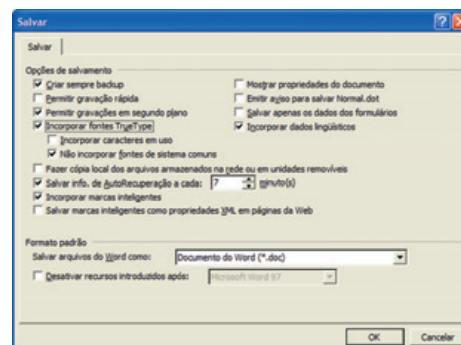 Salvar
Salvar
Opções de salvamento
Criar sempre backup
Mostrar propriedades do documento
Permitir gravação rápida
Emitir aviso para salvar Normal.dot
Permitir gravações em segundo plano
Salvar apenas os dados dos formulários
Incorporar fontes TrueType
Incorporar dados lingüísticos
Incorporar caracteres em uso
Não incorporar fontes de sistema comuns
Fazer cópia local dos arquivos armazenados na rede ou em unidades removíveis
Salvar info. de AutoRecuperação a cada: 7 minuto(s)
Incorporar marcas inteligentes
Salvar marcas inteligentes como propriedades XML em páginas da Web
Formato padrão
Salvar arquivos do Word como: Documento do Word (*.doc)
Desativar recursos introduzidos após: Microsoft Word 97
OK Cancelar